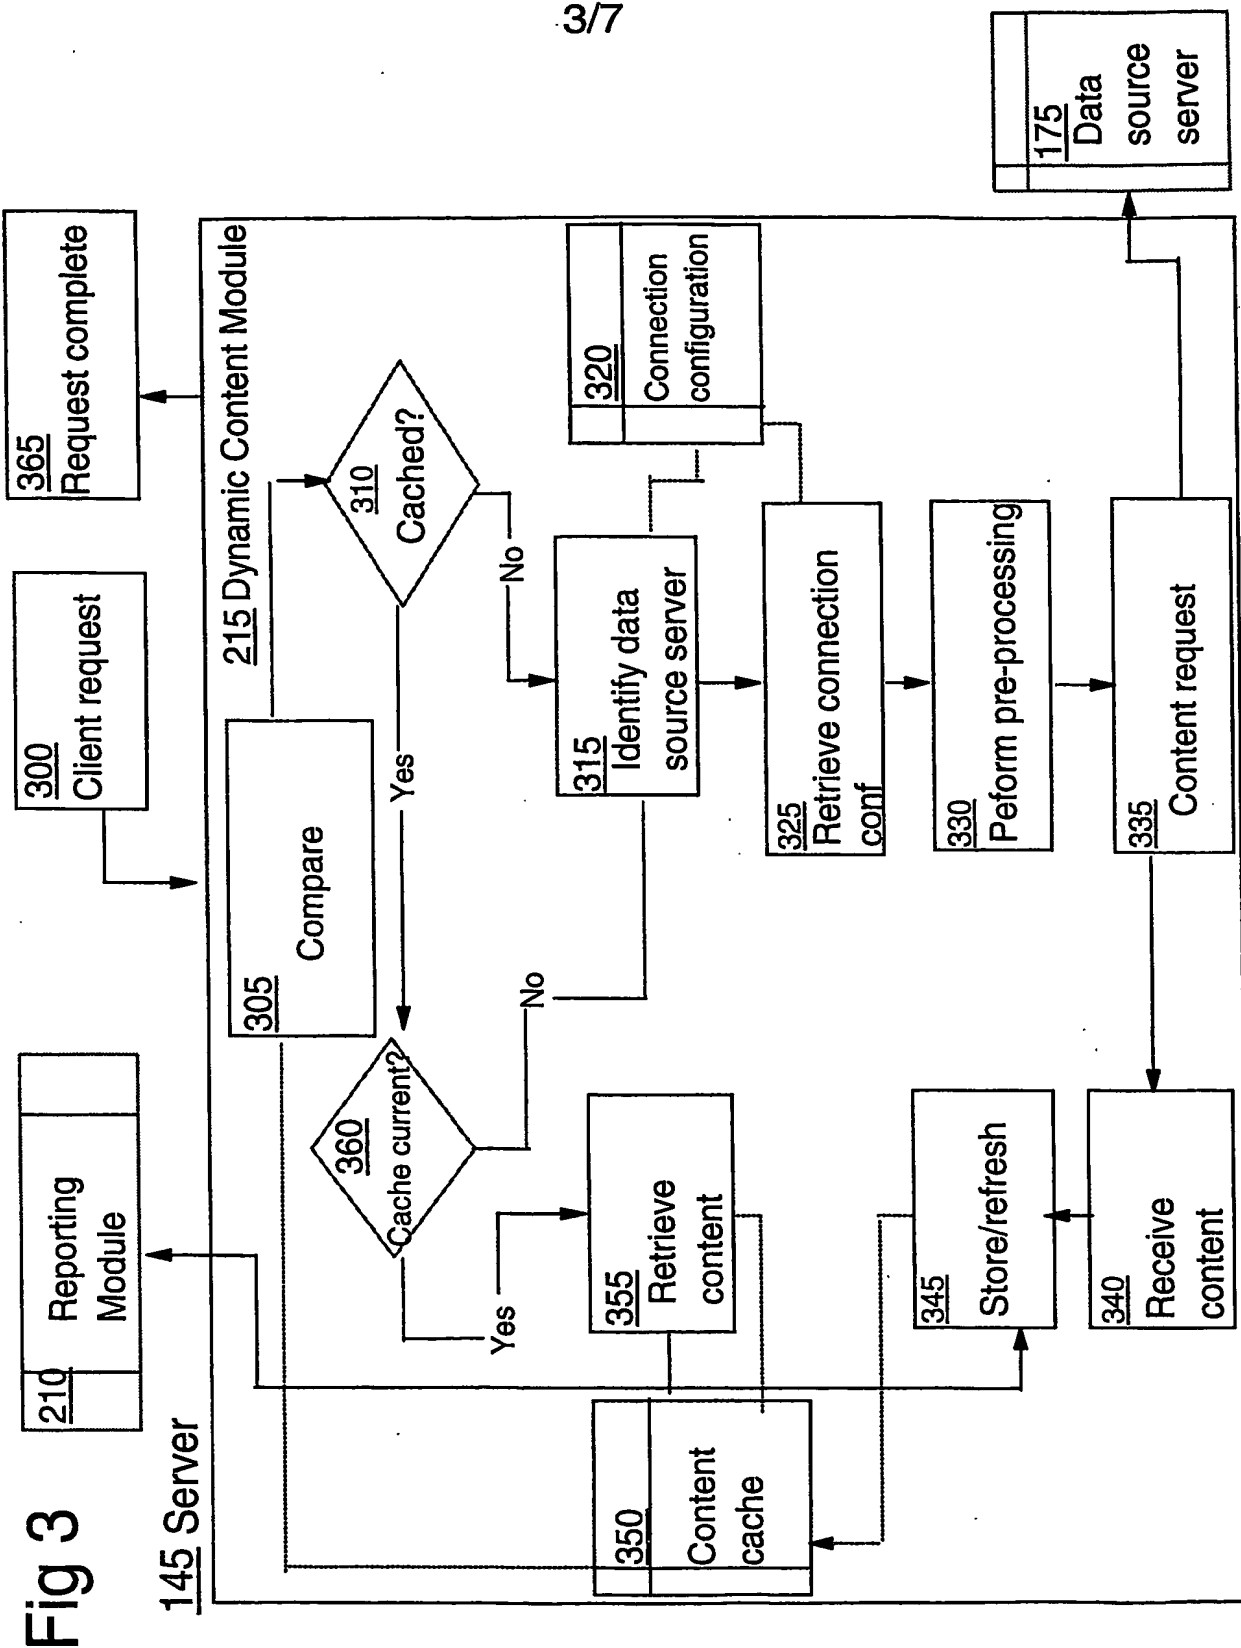 3/7
Fig 3
145 Server
210
Reporting
Module
300
Client request
365
Request complete
215 Dynamic Content Module
305
Compare
310
Cached?
Yes
No
360
Cache current?
Yes
No
315
Identify data
source server
320
Connection
configuration
325
Retrieve connection
conf
330
Peform pre-processing
335
Content request
175
Data
source
server
340
Receive
content
345
Store/refresh
350
Content
cache
355
Retrieve
content